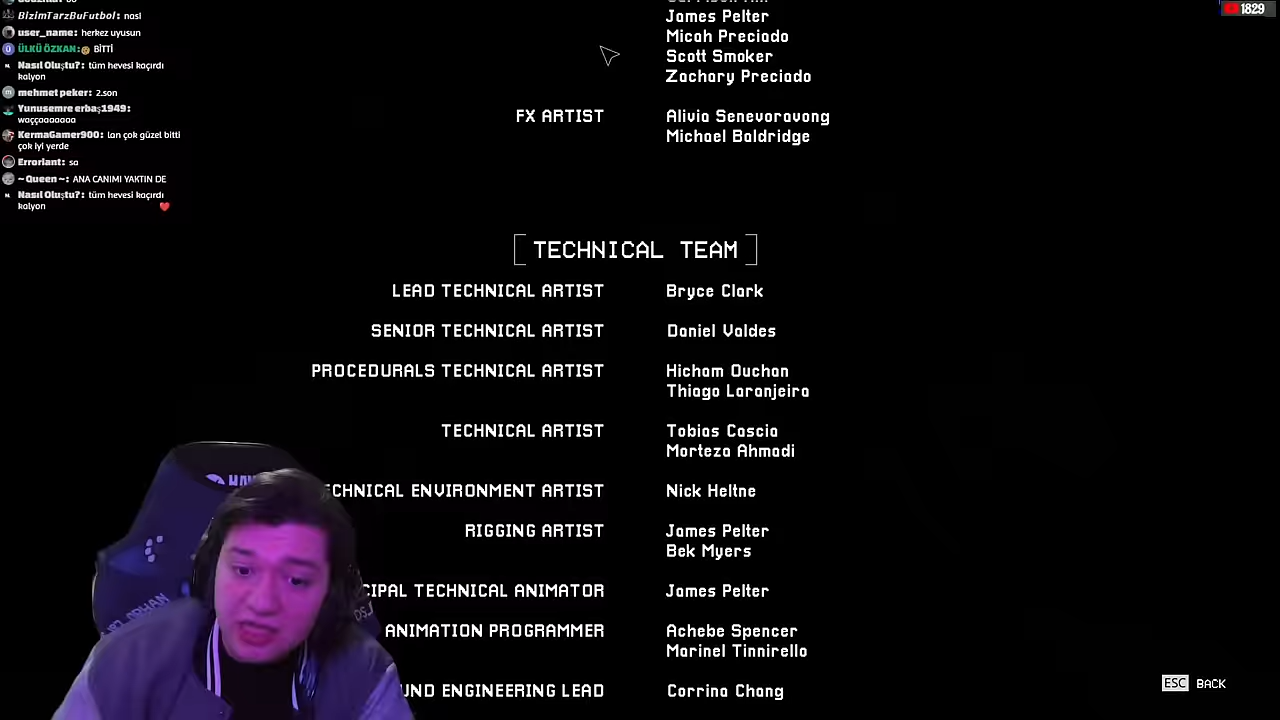 BizimTarzBuFutbol: nasl
user_name: herkez uyusun
ÜLKÜ ÖZKAN: BİTTİ
Nasıl Oluştu?: tüm hevesi kaçırdı
kalyon
mehmet peker: 2.son
Yunusemre erbaş1949:
waççaaaaaaa
KermaGamer900: lan çok güzel bitti
çok iyi yerde
Errorlant: sa
~Queen~: ANA CANIMI YAKTIN DE
Nasıl Oluştu?: tüm hevesi kaçırdı
kalyon
1829
James Pelter
Micah Preciado
Scott Smoker
Zachary Preciado
FX ARTIST Alivia Senevoravong
Michael Baldridge
TECHNICAL TEAM
LEAD TECHNICAL ARTIST Bryce Clark
SENIOR TECHNICAL ARTIST Daniel Valdes
PROCEDURALS TECHNICAL ARTIST Hicham Ouchan
Thiago Laranjeira
TECHNICAL ARTIST Tobias Cascia
Morteza Ahmadi
ECHNICAL ENVIRONMENT ARTIST Nick Heltne
RIGGING ARTIST James Pelter
Bek Myers
CIPAL TECHNICAL ANIMATOR James Pelter
ANIMATION PROGRAMMER Achebe Spencer
Marinel Tinnirello
UND ENGINEERING LEAD Corrina Chang
ESC BACK